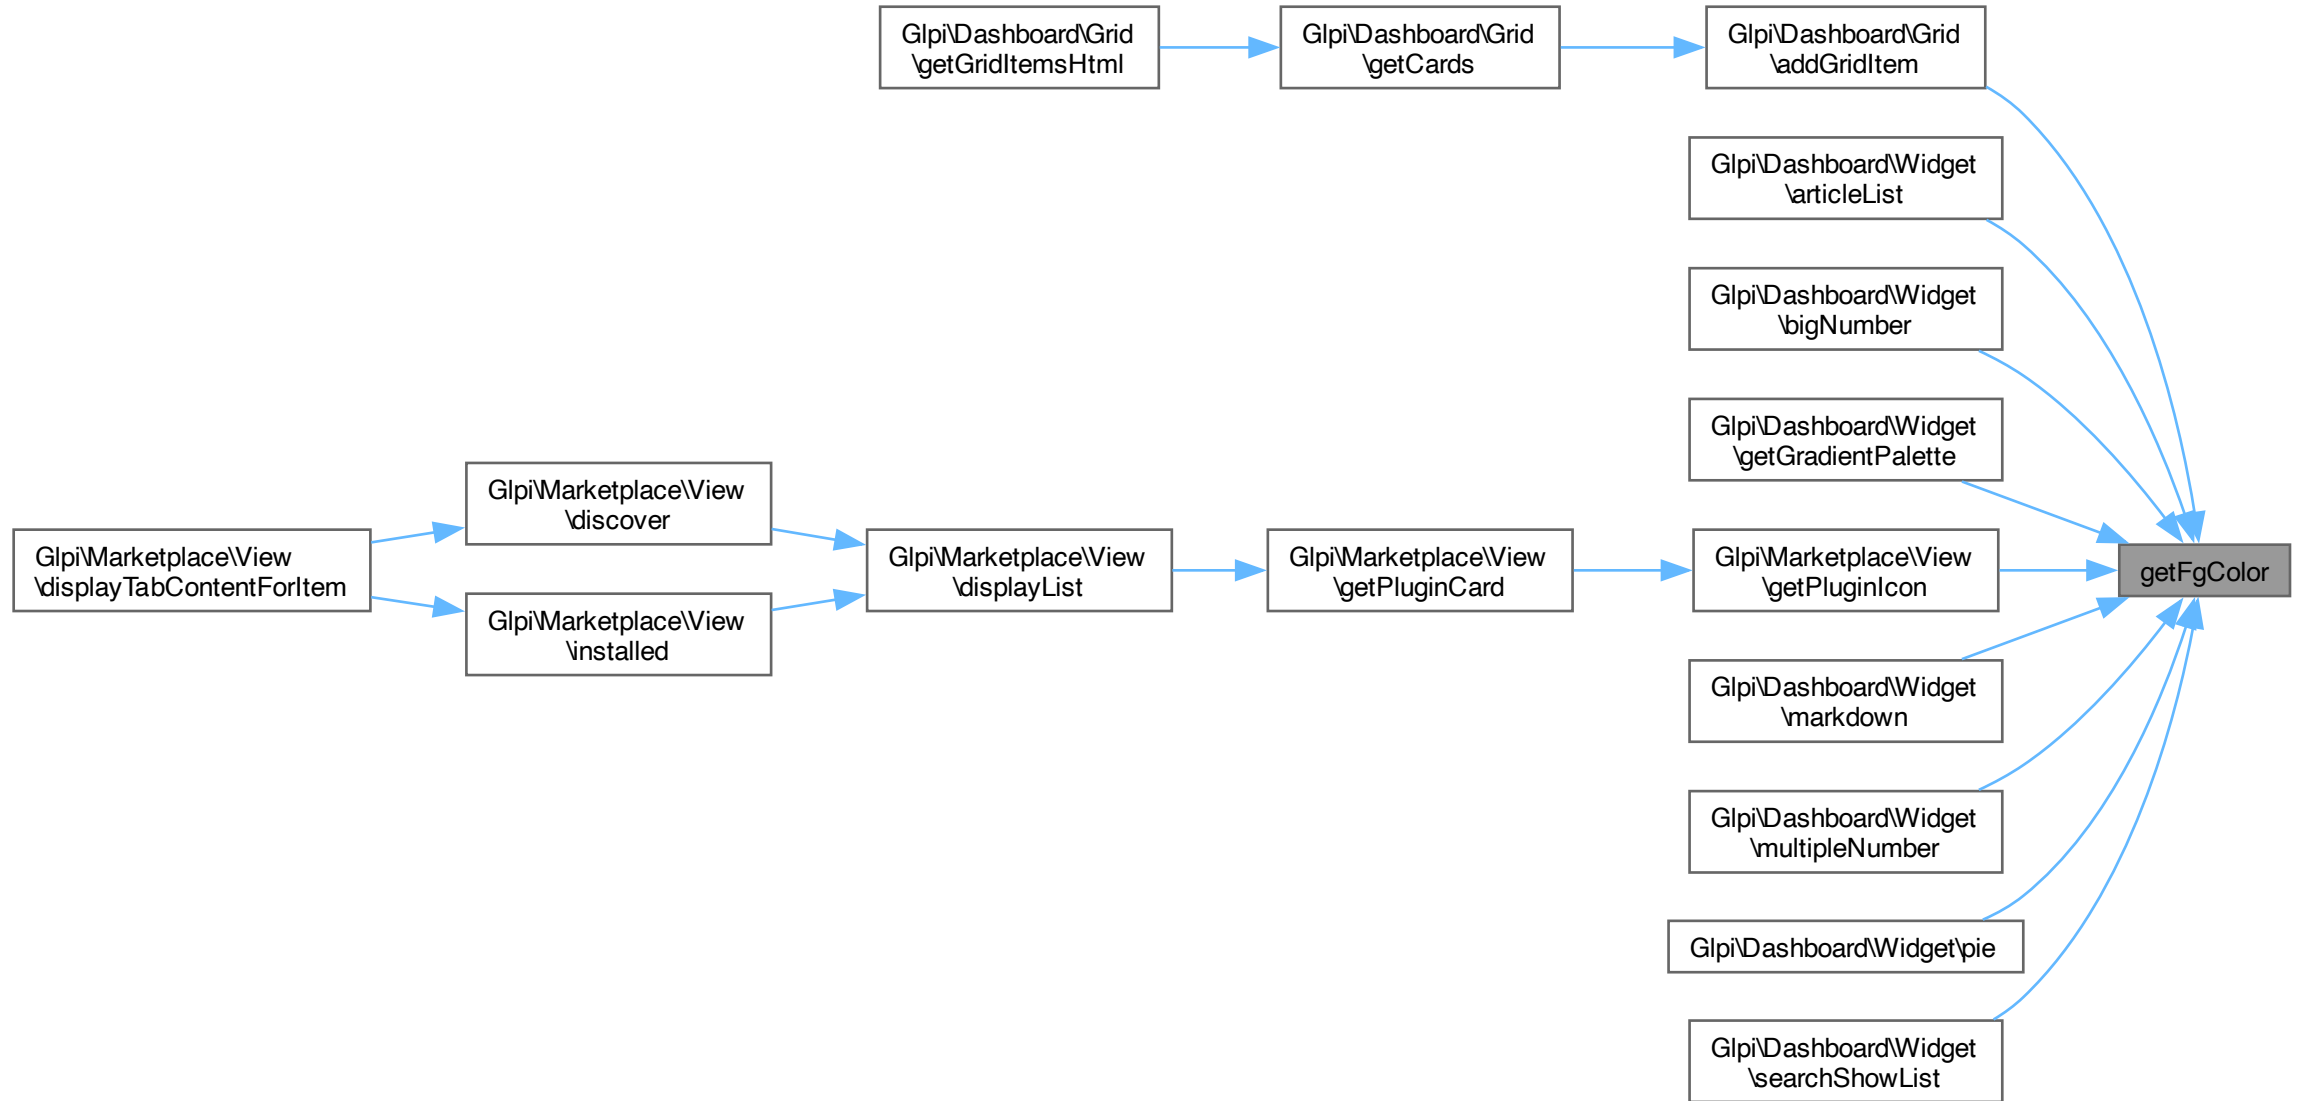 Glpi\Dashboard\Grid
\getGridItemsHtml
Glpi\Dashboard\Grid
\getCards
Glpi\Dashboard\Grid
\addGridItem
Glpi\Dashboard\Widget
\articleList
Glpi\Dashboard\Widget
\bigNumber
Glpi\Dashboard\Widget
\getGradientPalette
Glpi\Marketplace\View
\displayTabContentForItem
Glpi\Marketplace\View
\discover
Glpi\Marketplace\View
\installed
Glpi\Marketplace\View
\displayList
Glpi\Marketplace\View
\getPluginCard
Glpi\Marketplace\View
\getPluginIcon
getFgColor
Glpi\Dashboard\Widget
\markdown
Glpi\Dashboard\Widget
\multipleNumber
Glpi\Dashboard\Widget\pie
Glpi\Dashboard\Widget
\searchShowList